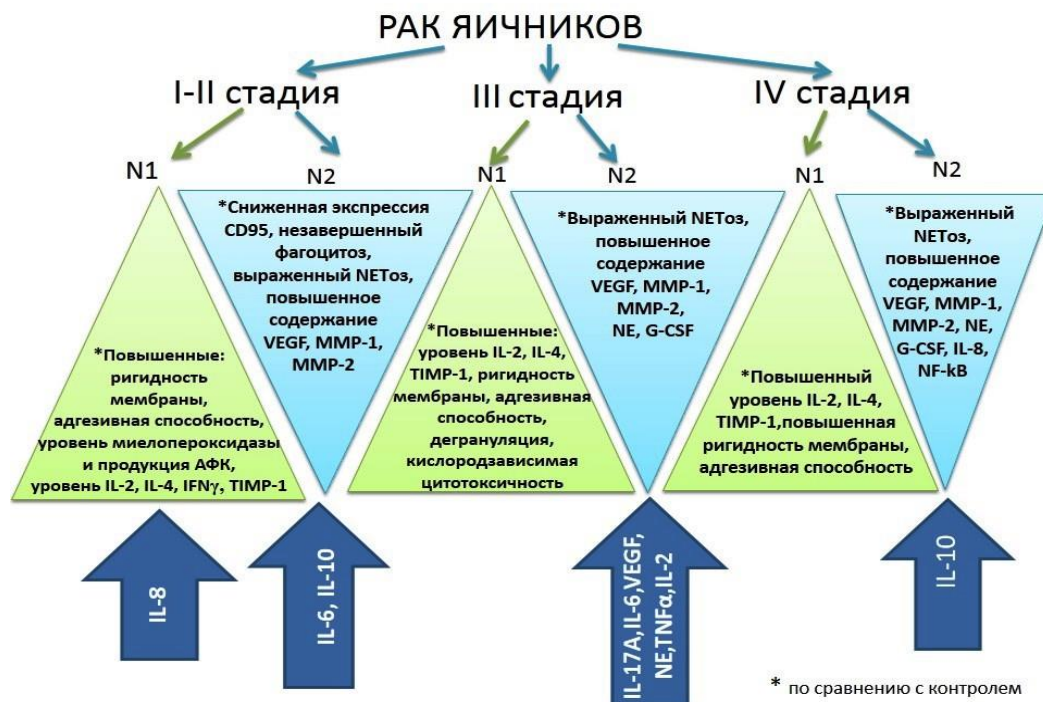 РАК ЯИЧНИКОВ
I-II стадия
III стадия
IV стадия
N1
N2
N1
N2
N1
N2
*Повышенные:
ригидность
мембраны,
адгезивная способность,
уровень миелопероксидазы
и продукция АФК,
уровень IL-2, IL-4, IFNγ, TIMP-1
*Сниженная экспрессия
CD95, незавершенный
фагоцитоз,
выраженный NETоз,
повышенное
содержание
VEGF, MMP-1,
MMP-2
*Повышенные:
уровень IL-2, IL-4,
TIMP-1, ригидность
мембраны, адгезивная
способность,
дегрануляция,
кислородзависимая
цитотоксичность
*Выраженный NETоз,
повышенное
содержание
VEGF, MMP-1,
MMP-2,
NE, G-CSF
*Повышенный
уровень IL-2, IL-4,
TIMP-1,повышенная
ригидность мембраны,
адгезивная способность
*Выраженный
NETоз,
повышенное
содержание
VEGF, MMP-1,
MMP-2, NE,
G-CSF, IL-8,
NF-kB
IL-8
IL-6, IL-10
IL-17A,IL-6,VEGF,
NE,TNFα,IL-2
IL-10
* по сравнению с контролем